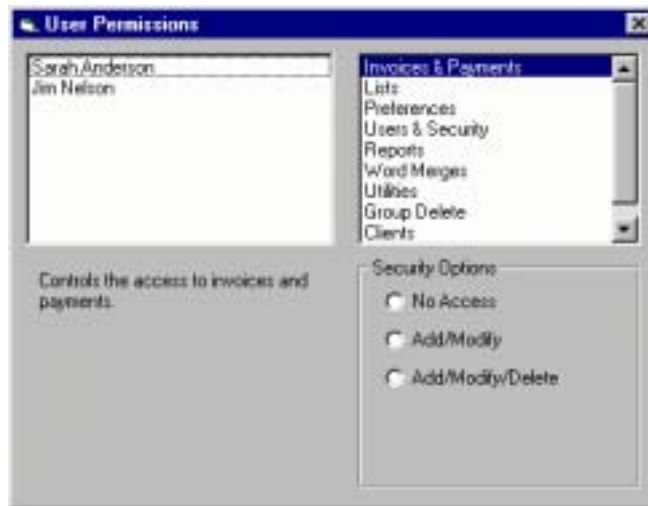 User Permissions
Sarah Anderson
Jim Nelson
Invoices & Payments
Lists
Preferences
Users & Security
Reports
Word Merges
Utilities
Group Delete
Clients
Controls the access to invoices and
payments.
Security Options
No Access
Add/Modify
Add/Modify/Delete